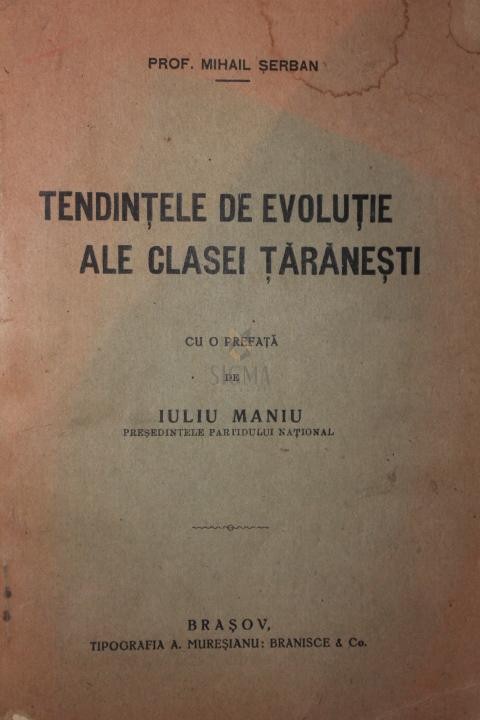 PROF. MIHAIL ȘERBAN
TENDINȚELE DE EVOLUȚIE
ALE CLASEI ȚĂRĂNEȘTI
CU O PREFAȚĂ
SIGMA
DE
IULIU MANIU
PREȘEDINTELE PARTIDULUI NAȚIONAL
BRAȘOV,
TIPOGRAFIA A. MUREȘIANU: BRANISCE & Co.